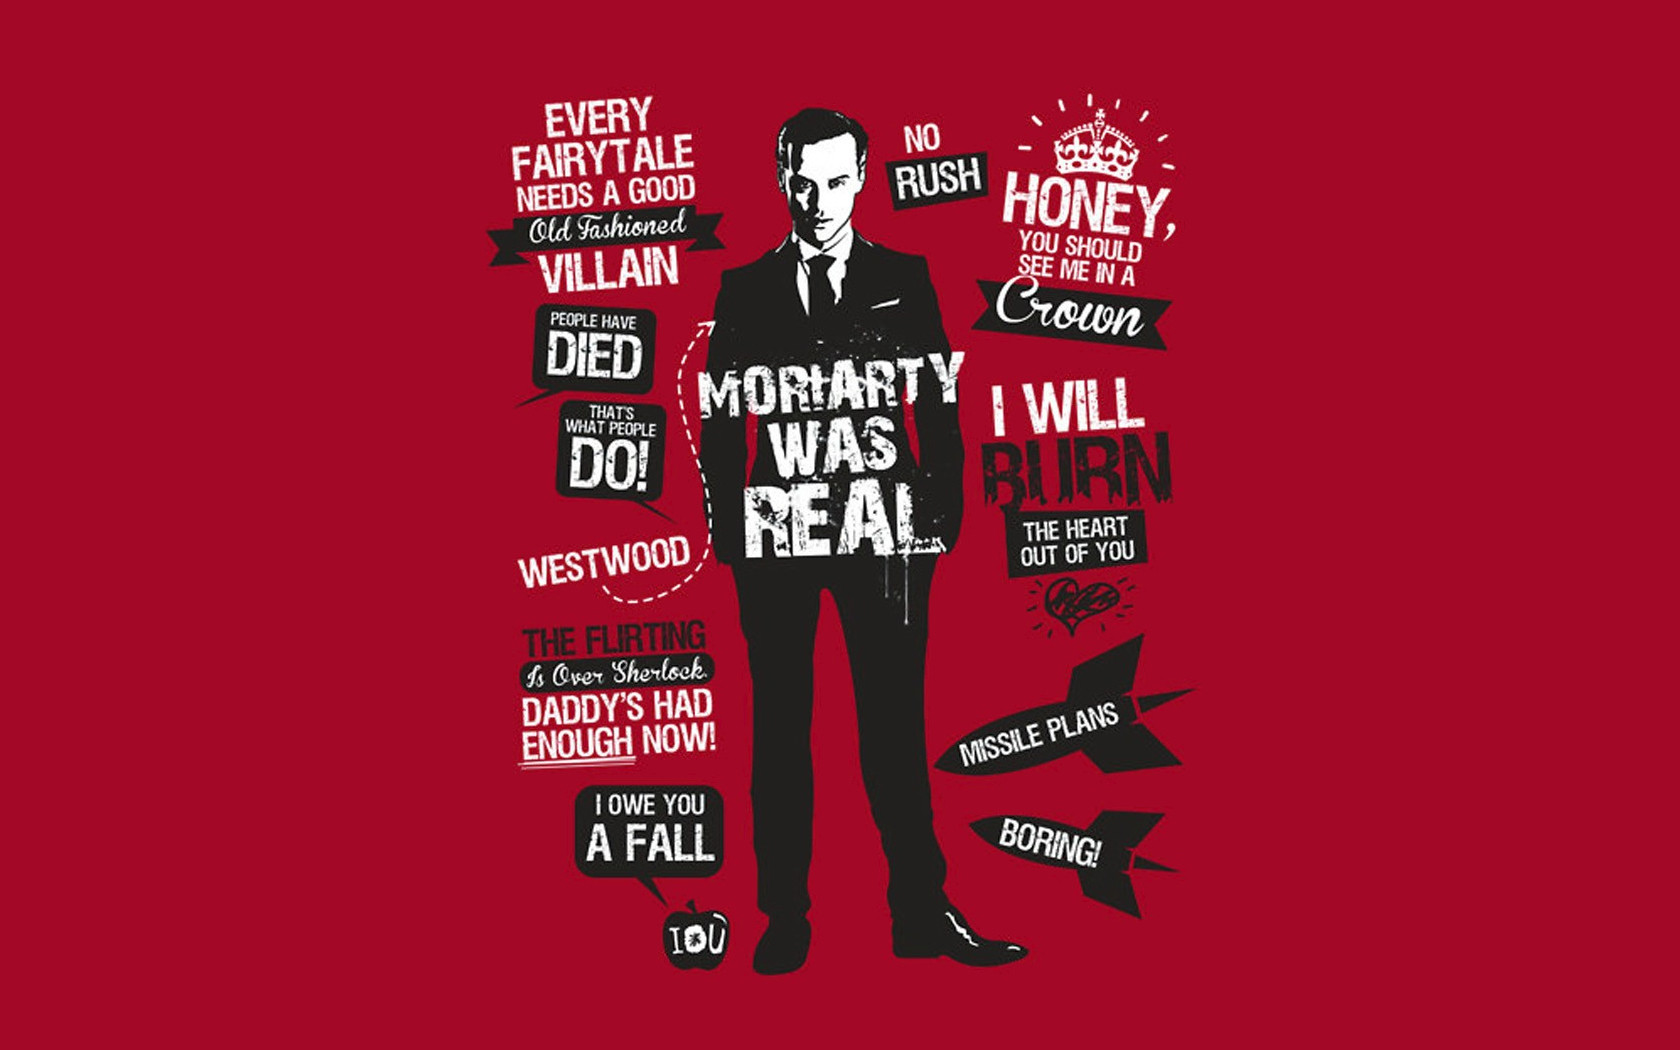 EVERY
FAIRYTALE
NEEDS A GOOD
Old Fashioned
VILLAIN
PEOPLE HAVE
DIED
THAT'S
WHAT PEOPLE
DO!
WESTWOOD
THE FLIRTING
Is Over Sherlock.
DADDY'S HAD
ENOUGH NOW!
I OWE YOU
A FALL
IOU
MORIARTY
WAS
REAL
NO
RUSH
HONEY,
YOU SHOULD
SEE ME IN A
Crown
I WILL
BURN
THE HEART
OUT OF YOU
MISSILE PLANS
BORING!